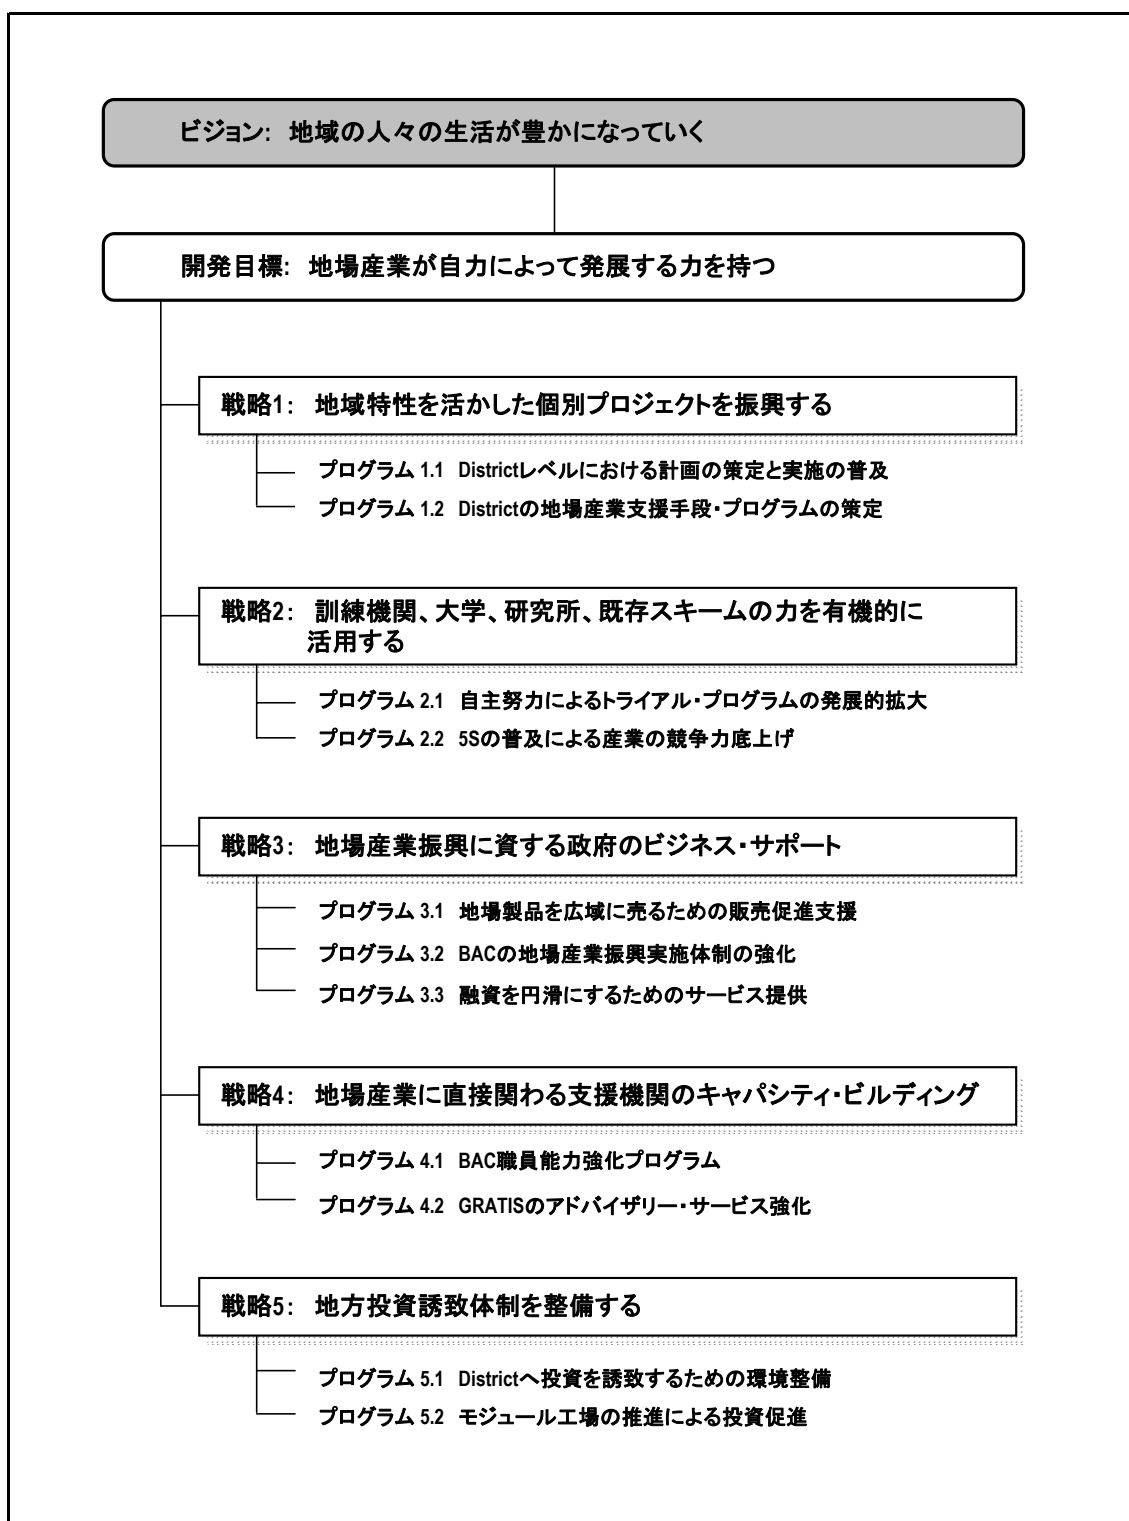 ビジョン: 地域の人々の生活が豊かになっていく
開発目標: 地場産業が自力によって発展する力を持つ
戦略1: 地域特性を活かした個別プロジェクトを振興する
プログラム 1.1 Districtレベルにおける計画の策定と実施の普及
プログラム 1.2 Districtの地場産業支援手段・プログラムの策定
戦略2: 訓練機関、大学、研究所、既存スキームの力を有機的に
活用する
プログラム 2.1 自主努力によるトライアル・プログラムの発展的拡大
プログラム 2.2 5Sの普及による産業の競争力底上げ
戦略3: 地場産業振興に資する政府のビジネス・サポート
プログラム 3.1 地場製品を広域に売るための販売促進支援
プログラム 3.2 BACの地場産業振興実施体制の強化
プログラム 3.3 融資を円滑にするためのサービス提供
戦略4: 地場産業に直接関わる支援機関のキャパシティ・ビルディング
プログラム 4.1 BAC職員能力強化プログラム
プログラム 4.2 GRATISのアドバイザリー・サービス強化
戦略5: 地方投資誘致体制を整備する
プログラム 5.1 Districtへ投資を誘致するための環境整備
プログラム 5.2 モジュール工場の推進による投資促進